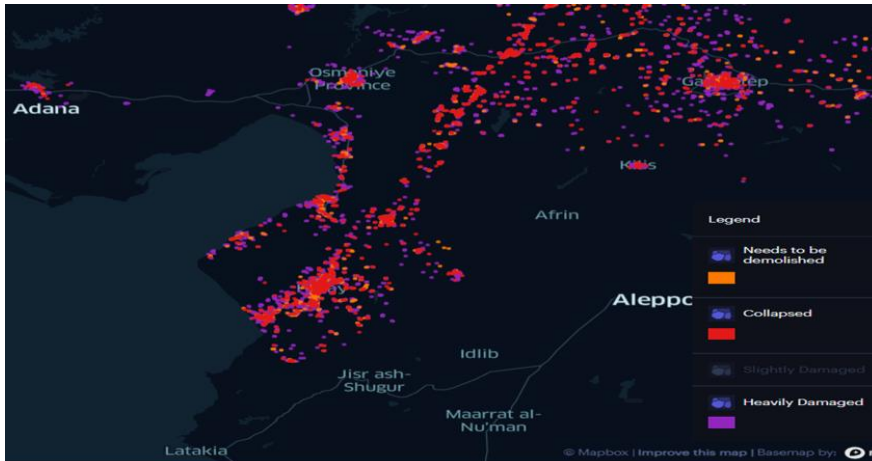 Osmaniye
Province
Adana
Kilis
Afrin
Legend
Needs to be
demolished
Aleppo
Collapsed
Idlib
Slightly Damaged
Jisr ash-
Shugur
Heavily Damaged
Maarrat al-
Nu'man
Latakia
© Mapbox | Improve this map | Basemap by: